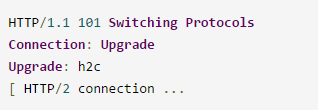 HTTP/1.1 101 Switching Protocols
Connection: Upgrade
Upgrade: h2c
[ HTTP/2 connection ...